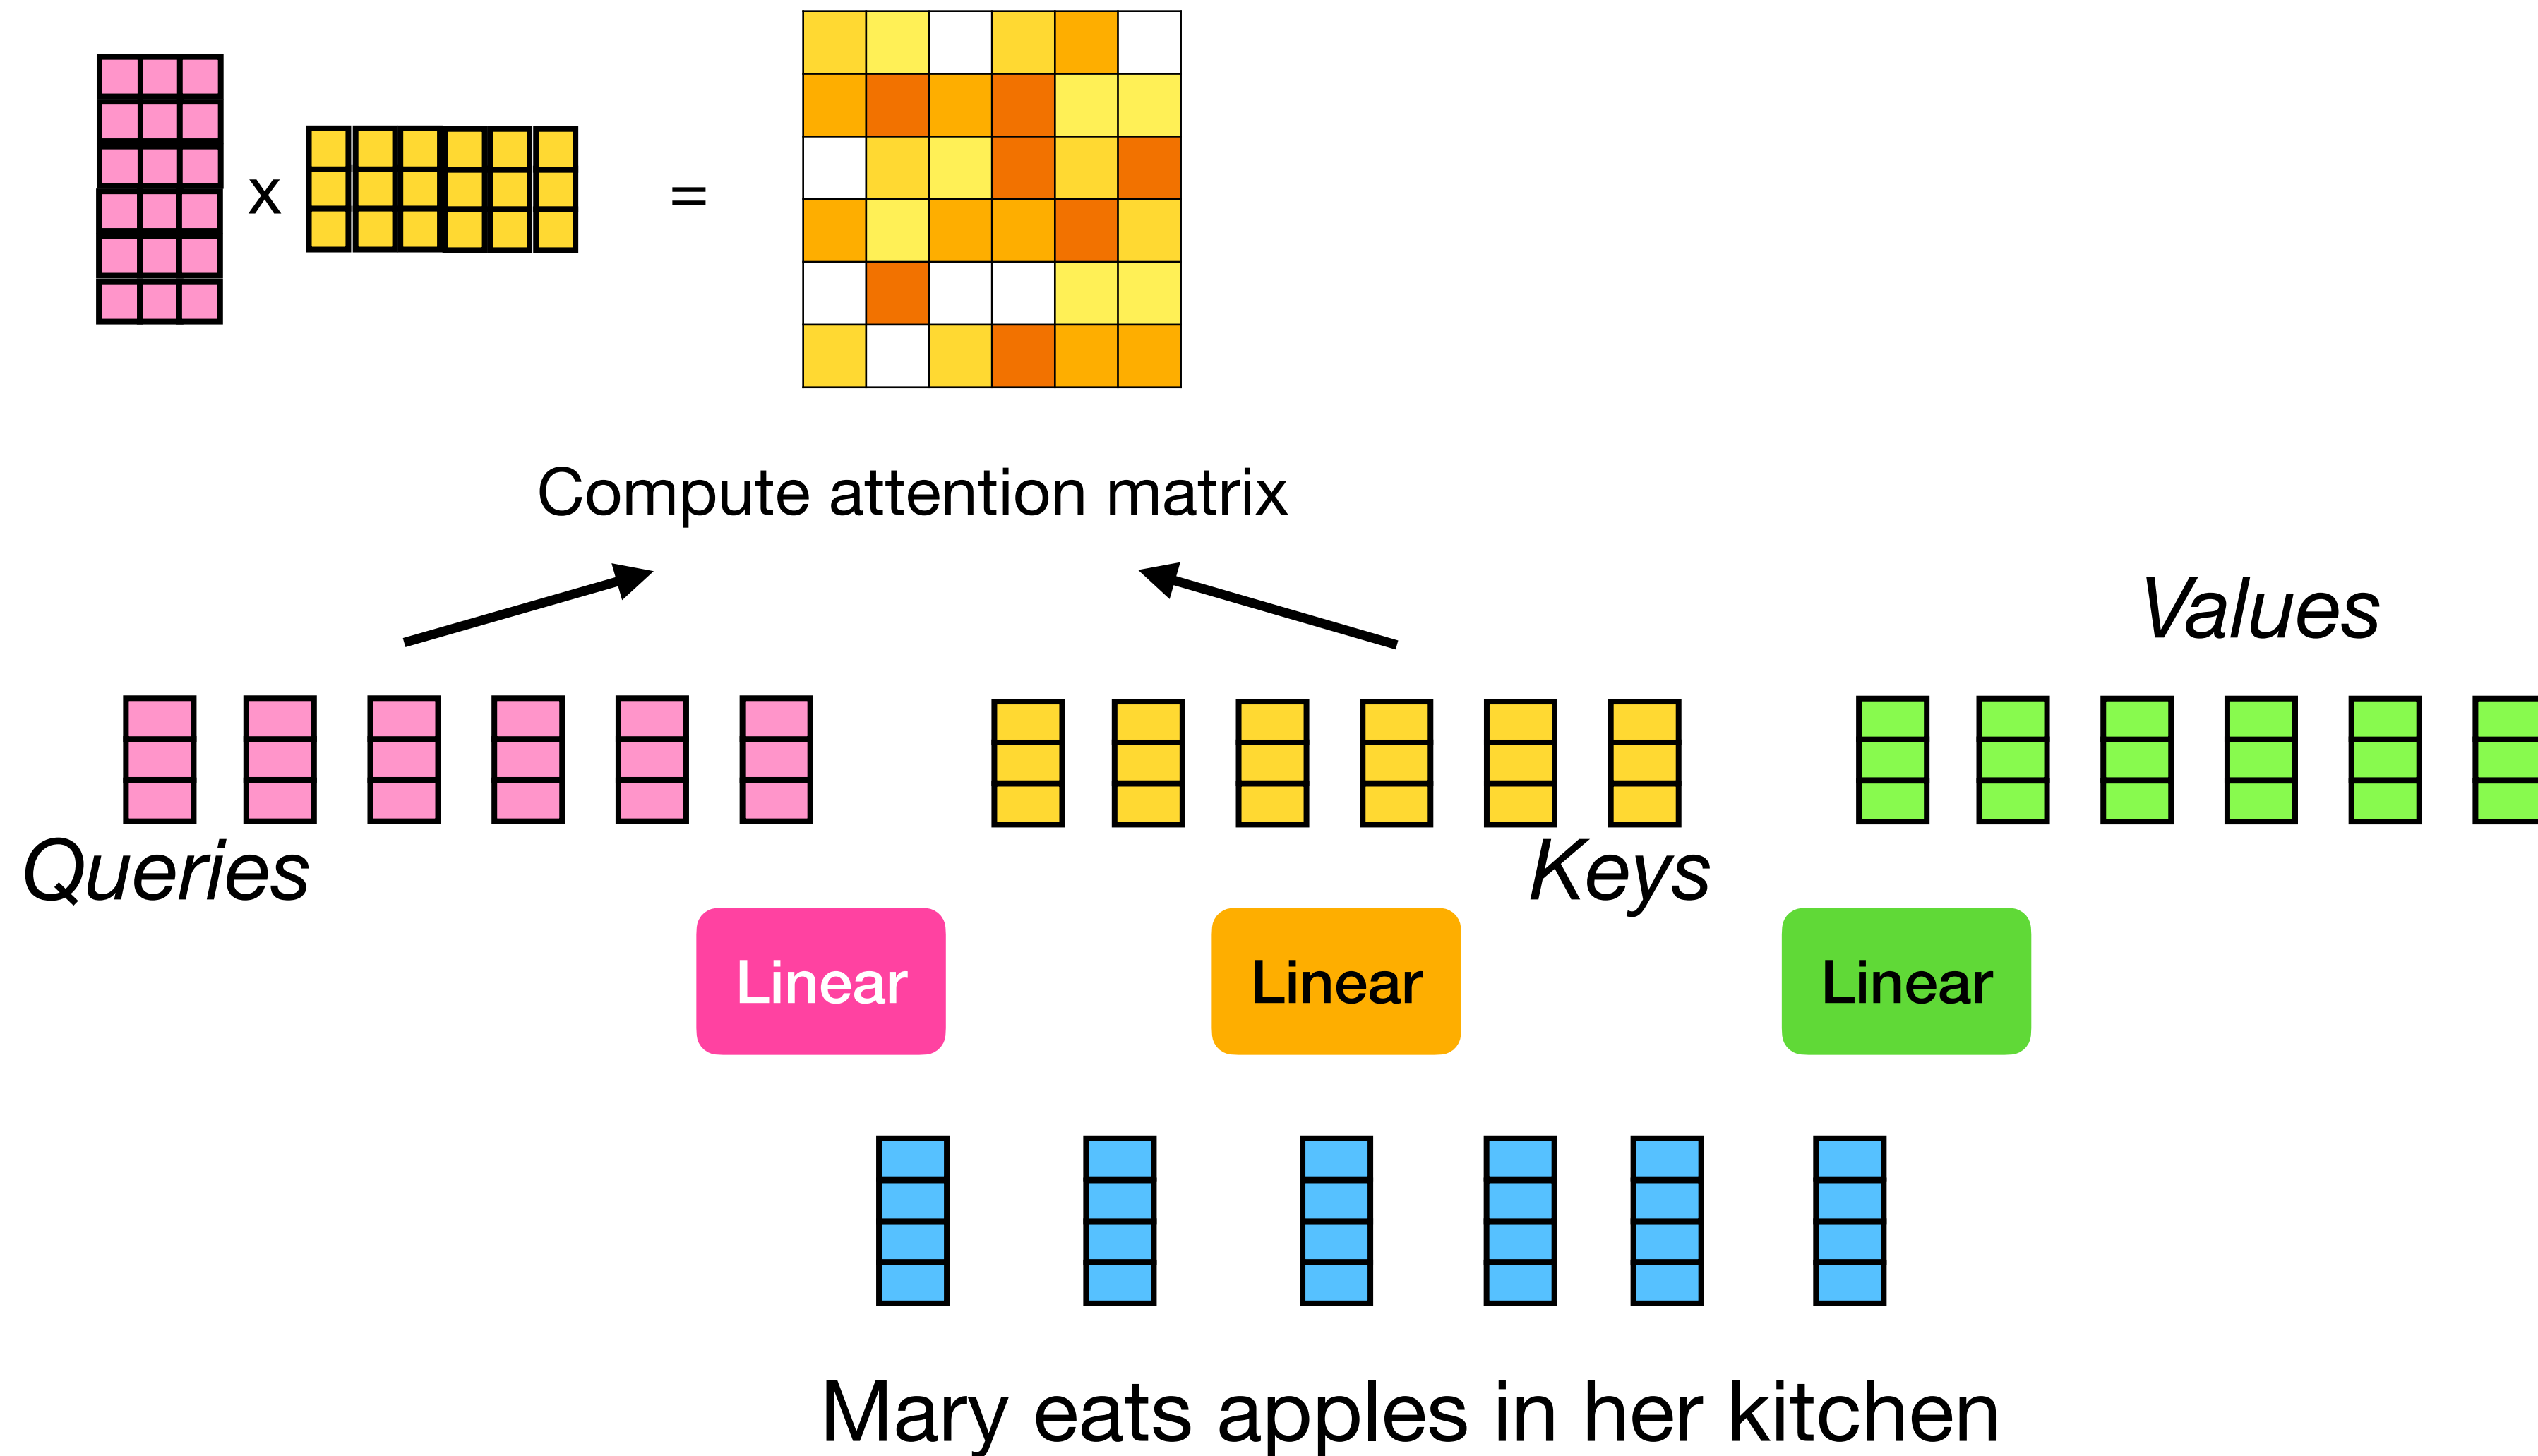 x
=
Compute attention matrix
Values
Queries
Keys
Linear
Linear
Linear
Mary eats apples in her kitchen